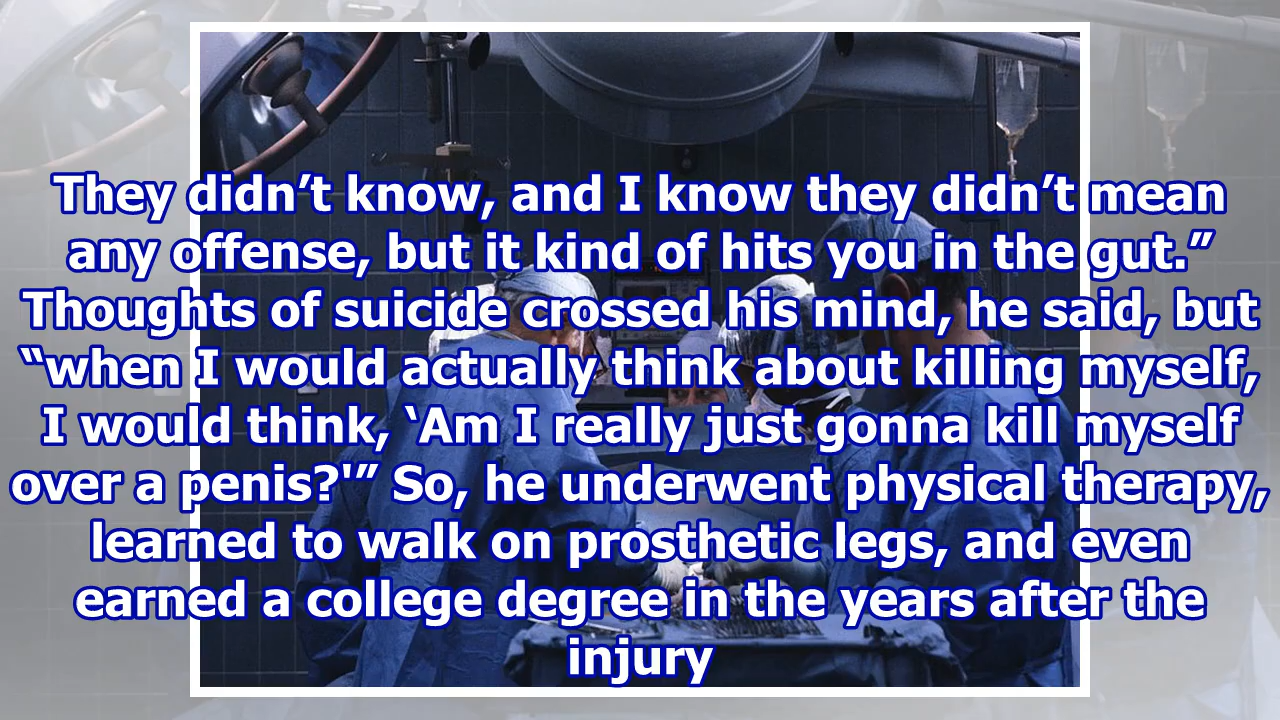 They didn’t know, and I know they didn’t mean
any offense, but it kind of hits you in the gut.”
Thoughts of suicide crossed his mind, he said, but
“when I would actually think about killing myself,
I would think, ‘Am I really just gonna kill myself
over a penis?'” So, he underwent physical therapy,
learned to walk on prosthetic legs, and even
earned a college degree in the years after the
injury